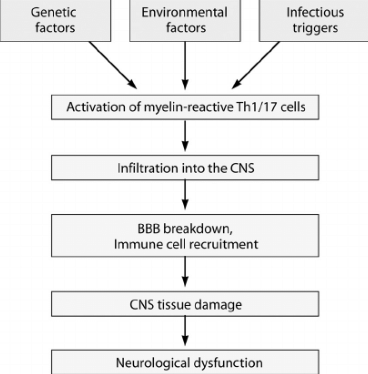 Genetic
factors
Environmental
factors
Infectious
triggers
Activation of myelin-reactive Th1/17 cells
Infiltration into the CNS
BBB breakdown,
Immune cell recruitment
CNS tissue damage
Neurological dysfunction